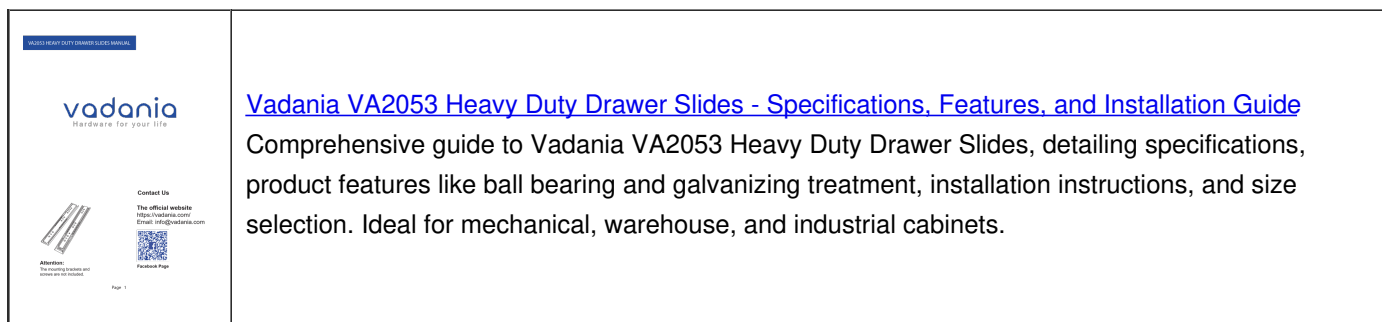 VA2053 HEAVY DUTY DRAWER SLIDES MANUAL
vadania
Hardware for your life
Contact Us
The official website
https://vadania.com/
Email: info@vadania.com
Facebook Page
Attention:
The mounting brackets and
screws are not included.
Page 1
Vadania VA2053 Heavy Duty Drawer Slides - Specifications, Features, and Installation Guide
Comprehensive guide to Vadania VA2053 Heavy Duty Drawer Slides, detailing specifications,
product features like ball bearing and galvanizing treatment, installation instructions, and size
selection. Ideal for mechanical, warehouse, and industrial cabinets.